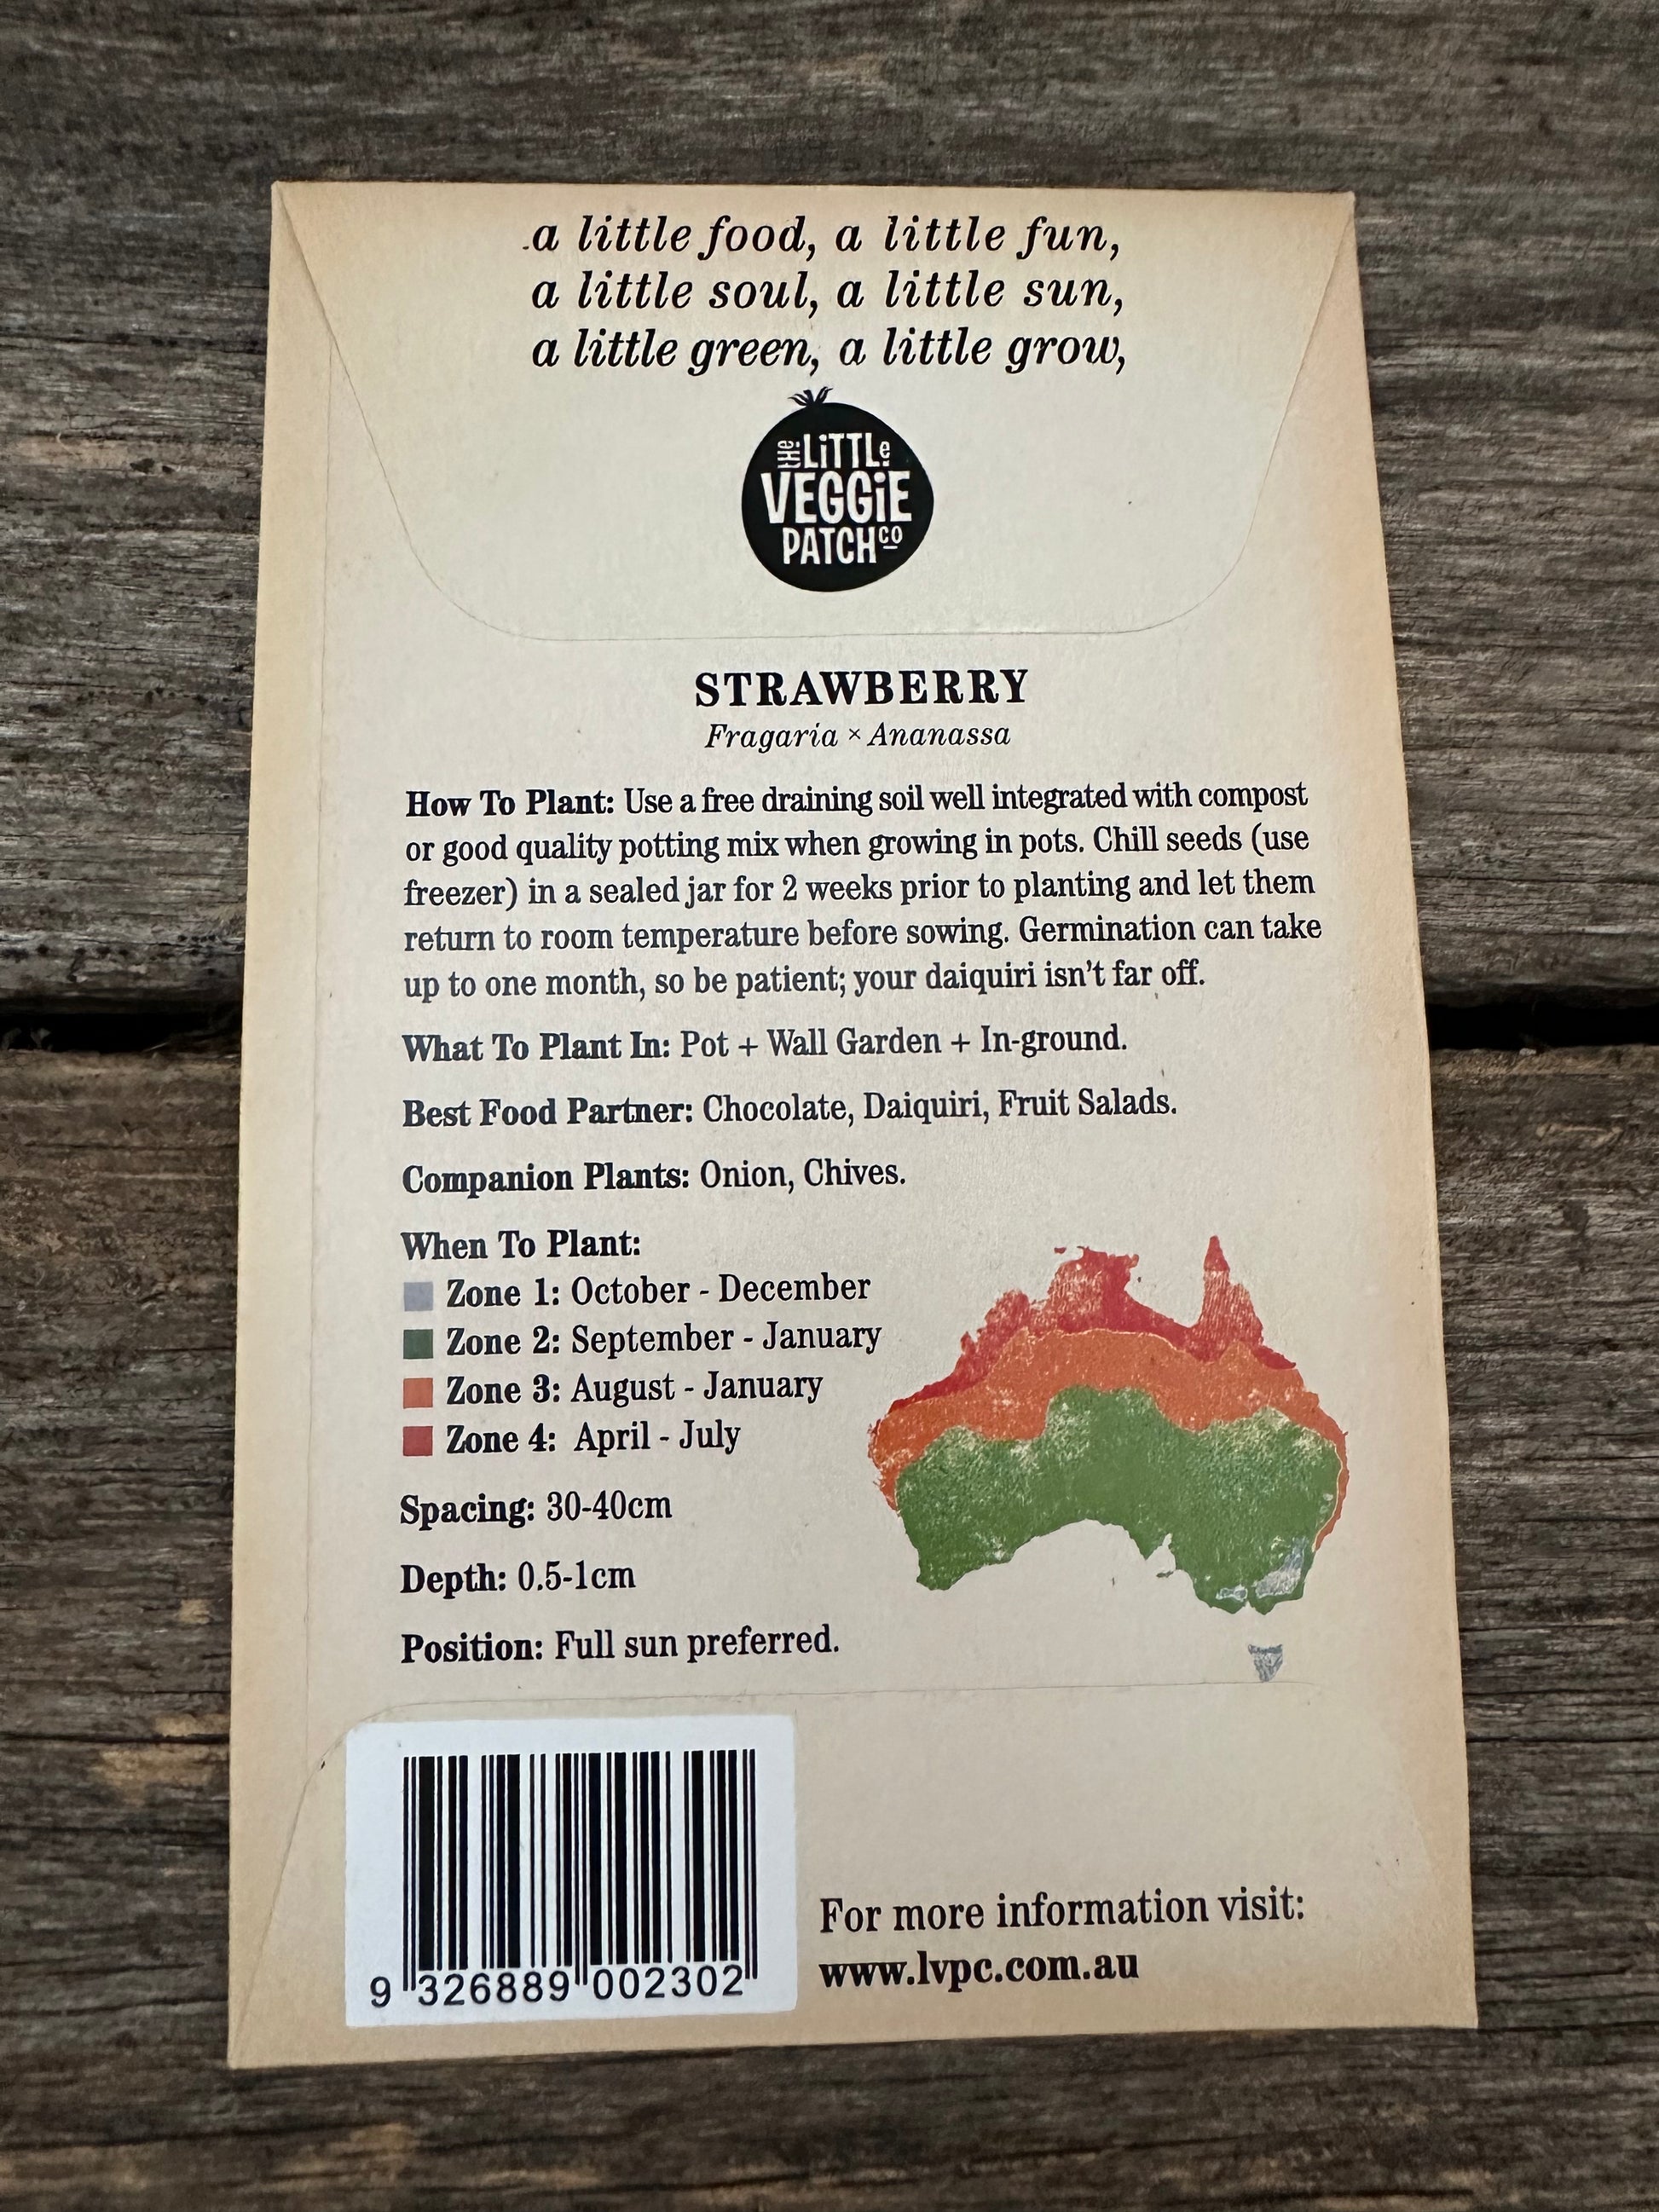 a little food, a little fun,
a little soul, a little sun,
a little green, a little grow,
the LiTTLe
VEGGiE
PATCH CO
STRAWBERRY
Fragaria × Ananassa
How To Plant: Use a free draining soil well integrated with compost
or good quality potting mix when growing in pots. Chill seeds (use
freezer) in a sealed jar for 2 weeks prior to planting and let them
return to room temperature before sowing. Germination can take
up to one month, so be patient; your daiquiri isn't far off.
What To Plant In: Pot + Wall Garden + In-ground.
Best Food Partner: Chocolate, Daiquiri, Fruit Salads.
Companion Plants: Onion, Chives.
When To Plant:
Zone 1: October - December
Zone 2: September - January
Zone 3: August - January
Zone 4: April - July
Spacing: 30-40cm
Depth: 0.5-1cm
Position: Full sun preferred.
9 326889 002302
For more information visit:
www.lvpc.com.au